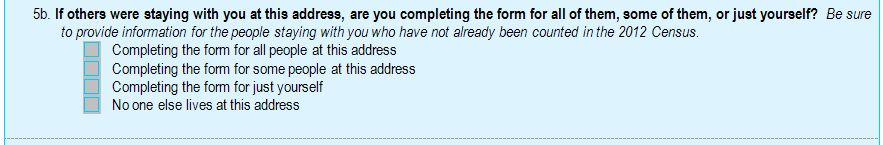 5b. If others were staying with you at this address, are you completing the form for all of them, some of them, or just yourself? Be sure
to provide information for the people staying with you who have not already been counted in the 2012 Census.
Completing the form for all people at this address
Completing the form for some people at this address
Completing the form for just yourself
No one else lives at this address